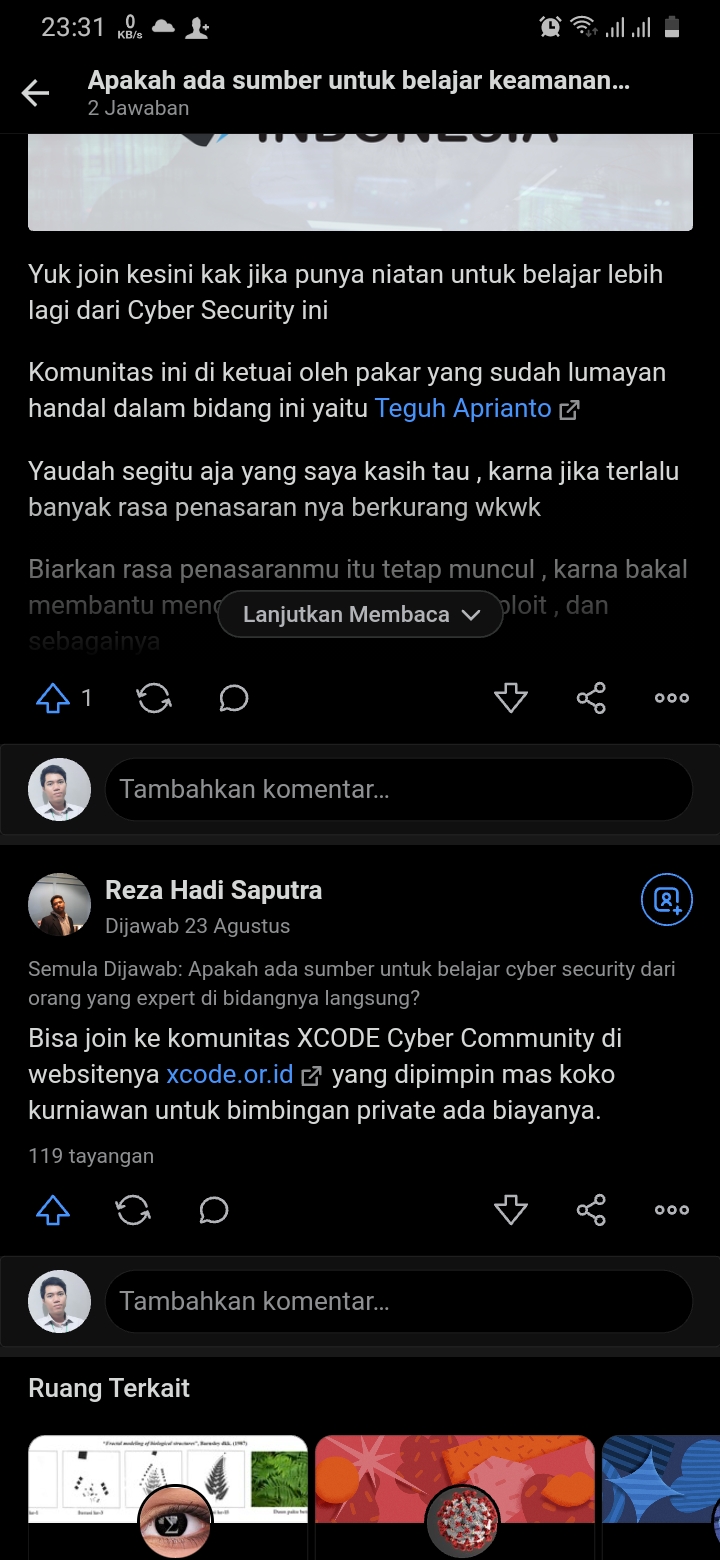 23:31
0
KB/s
Apakah ada sumber untuk belajar keamanan...
2 Jawaban
INDONESIA
Yuk join kesini kak jika punya niatan untuk belajar lebih
lagi dari Cyber Security ini
Komunitas ini di ketuai oleh pakar yang sudah lumayan
handal dalam bidang ini yaitu Teguh Aprianto
Yaudah segitu aja yang saya kasih tau , karna jika terlalu
banyak rasa penasaran nya berkurang wkwk
Biarkan rasa penasaranmu itu tetap muncul , karna bakal
membantu
Lanjutkan Membaca
, dan
sebagainya
1
Tambahkan komentar...
Reza Hadi Saputra
Dijawab 23 Agustus
Semula Dijawab: Apakah ada sumber untuk belajar cyber security dari
orang yang expert di bidangnya langsung?
Bisa join ke komunitas XCODE Cyber Community di
websitenya xcode.or.id yang dipimpin mas koko
kurniawan untuk bimbingan private ada biayanya.
119 tayangan
Tambahkan komentar...
Ruang Terkait
"Fractal modeling of biological structures", Barnsley dkk. (1987)